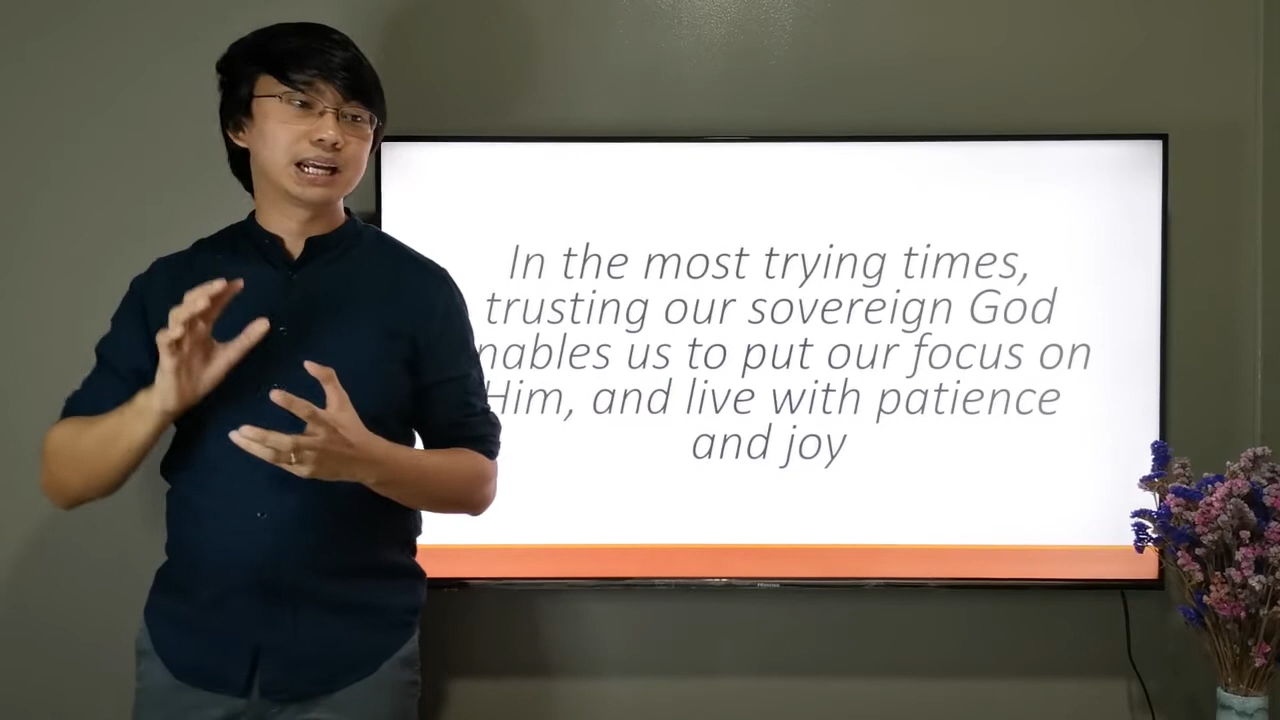 In the most trying times,
trusting our sovereign God
nables us to put our focus on
Him, and live with patience
and joy
Hisense